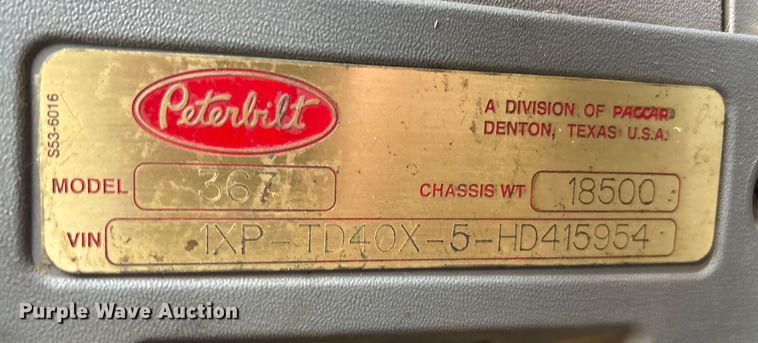 S53-6016
Peterbilt
A DIVISION OF PACCAR
DENTON, TEXAS U.S.A.
MODEL 367 CHASSIS WT 18500
VIN 1XP-TD40X-5-HD415954
Purple Wave Auction